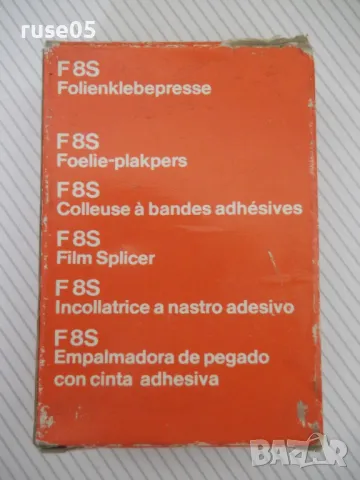 ruse05
F8S
Folienklebepresse
F8S
Foelie-plakpers
F8S
Colleuse à bandes adhésives
F8S
Film Splicer
F8S
Incollatrice a nastro adesivo
F8S
Empalmadora de pegado
con cinta adhesiva
BAZAR